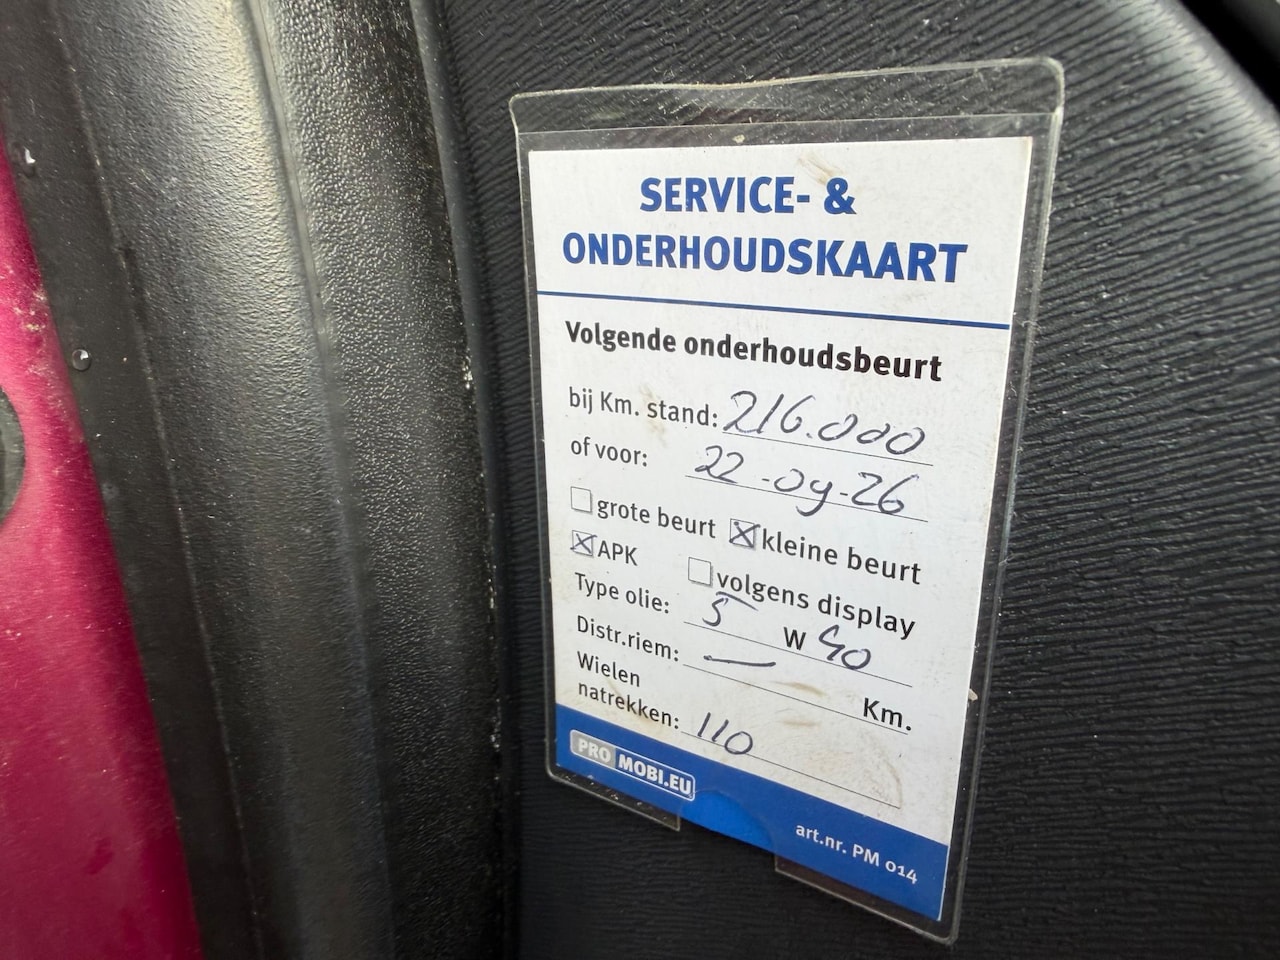 SERVICE- &
ONDERHOUDSKAART
Volgende onderhoudsbeurt
bij Km. stand: 216.000
of voor: 22-09-26
grote beurt ☒ kleine beurt
☒ APK ☐ volgens display
Type olie: 5 W 40
Distr.riem: — Km.
Wielen
natrekken: 110
PRO MOBI.EU
art.nr. PM 014